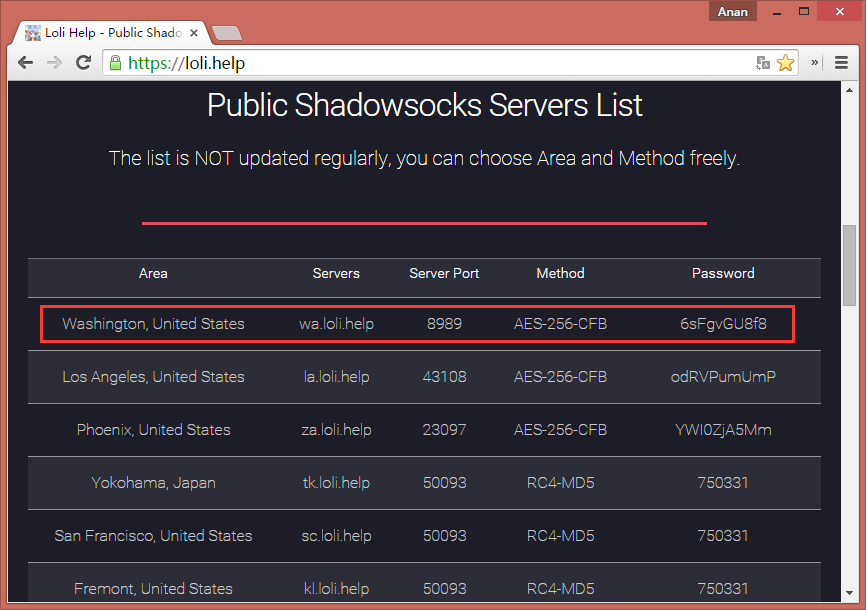 Anan
Loli Help - Public Shado
https://loli.help
Public Shadowsocks Servers List
The list is NOT updated regularly, you can choose Area and Method freely.
Area Servers Server Port Method Password
Washington, United States wa.loli.help 8989 AES-256-CFB 6sFgvGU8f8
Los Angeles, United States la.loli.help 43108 AES-256-CFB odRVPumUmP
Phoenix, United States za.loli.help 23097 AES-256-CFB YWI0ZjA5Mm
Yokohama, Japan tk.loli.help 50093 RC4-MD5 750331
San Francisco, United States sc.loli.help 50093 RC4-MD5 750331
Fremont, United States kl.loli.help 50093 RC4-MD5 750331